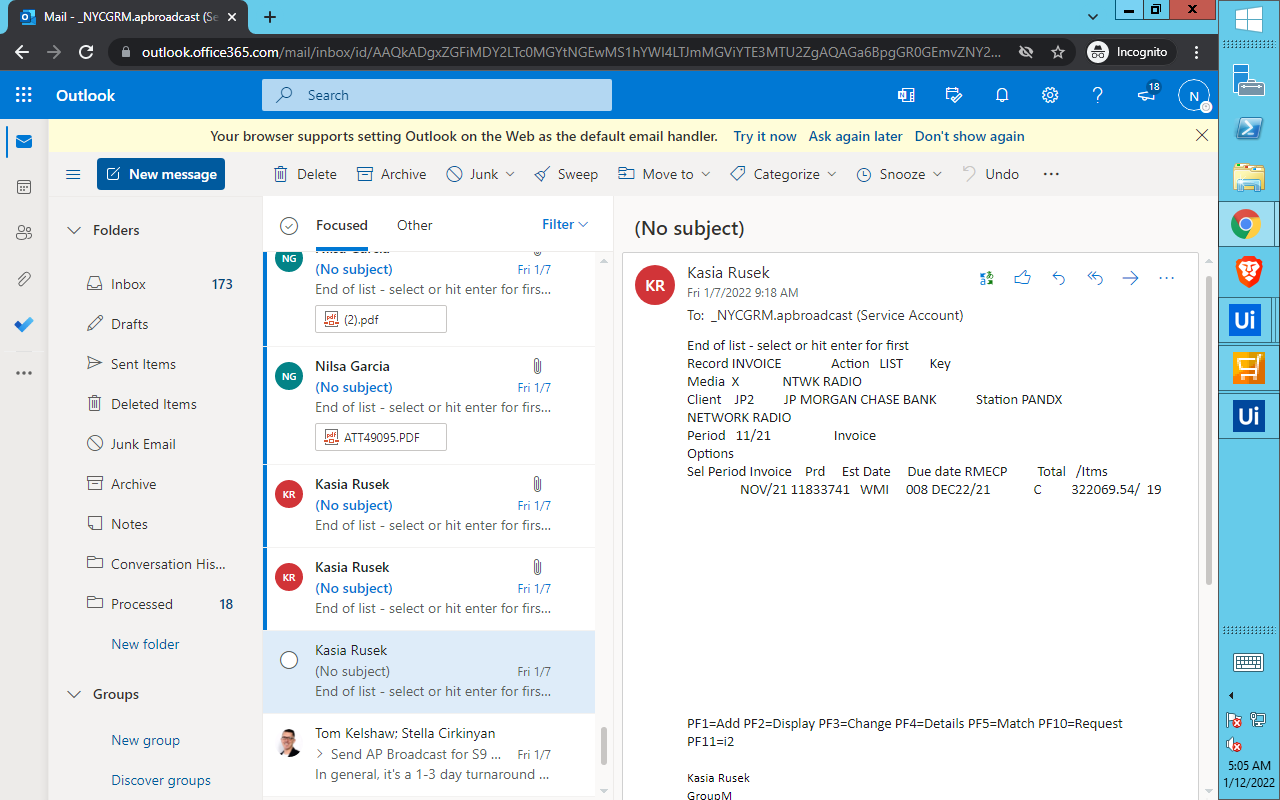 Mail - _NYCGRM.apbroadcast (Se
outlook.office365.com/mail/inbox/id/AAQkADgxZGFiMDY2LTc0MGYtNGEwMS1hYWI4LTJmMGViYTE3MTU2ZgAQAGa6BpgGR0GEmvZNY2...
Incognito
Outlook
Search
18
N
Your browser supports setting Outlook on the Web as the default email handler. Try it now Ask again later Don't show again
New message
Delete
Archive
Junk
Sweep
Move to
Categorize
Snooze
Undo
Folders
Inbox 173
Drafts
Sent Items
Deleted Items
Junk Email
Archive
Notes
Conversation His...
Processed 18
New folder
Groups
New group
Discover groups
Focused
Other
Filter
NG
Nilsa Garcia
(No subject) Fri 1/7
End of list - select or hit enter for firs...
(2).pdf
NG
Nilsa Garcia
(No subject) Fri 1/7
End of list - select or hit enter for firs...
ATT49095.PDF
KR
Kasia Rusek
(No subject) Fri 1/7
End of list - select or hit enter for firs...
KR
Kasia Rusek
(No subject) Fri 1/7
End of list - select or hit enter for firs...
Kasia Rusek
(No subject) Fri 1/7
End of list - select or hit enter for firs...
Tom Kelshaw; Stella Cirkinyan
Send AP Broadcast for S9 ... Fri 1/7
In general, it's a 1-3 day turnaround ...
(No subject)
KR
Kasia Rusek
Fri 1/7/2022 9:18 AM
To: _NYCGRM.apbroadcast (Service Account)
End of list - select or hit enter for first
Record INVOICE Action LIST Key
Media X NTWK RADIO
Client JP2 JP MORGAN CHASE BANK Station PANDX
NETWORK RADIO
Period 11/21 Invoice
Options
Sel Period Invoice Prd Est Date Due date RMECP Total /Itms
NOV/21 11833741 WMI 008 DEC22/21 C 322069.54/ 19
PF1=Add PF2=Display PF3=Change PF4=Details PF5=Match PF10=Request
PF11=i2
Kasia Rusek
GroupM
Ui
Ui
5:05 AM
1/12/2022